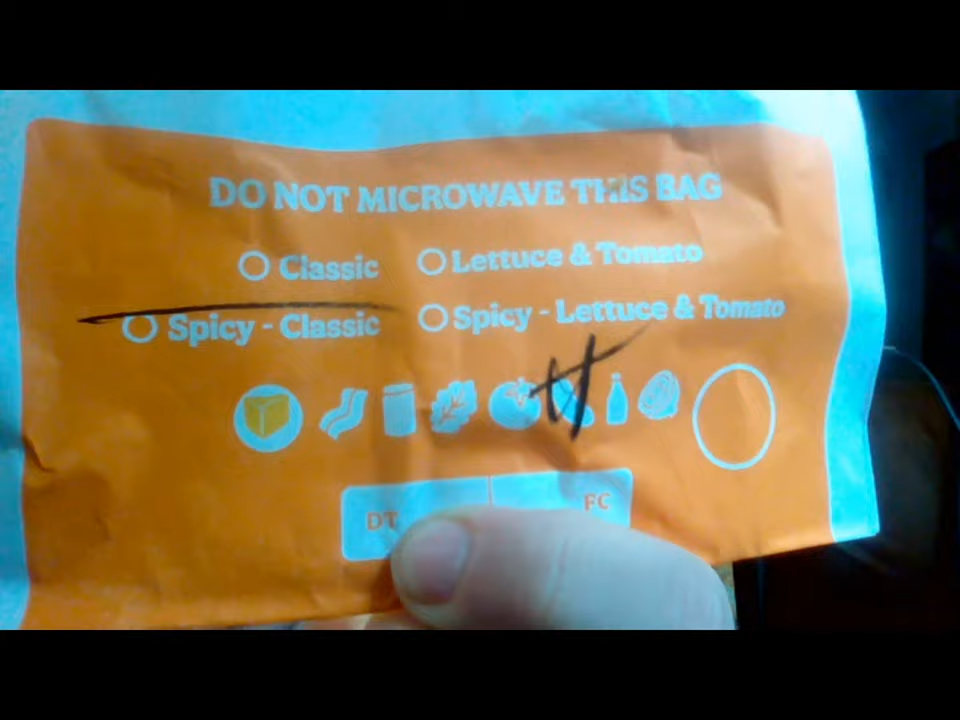 DO NOT MICROWAVE THIS BAG
Classic Lettuce & Tomato
Spicy - Classic Spicy - Lettuce & Tomato
DT FC